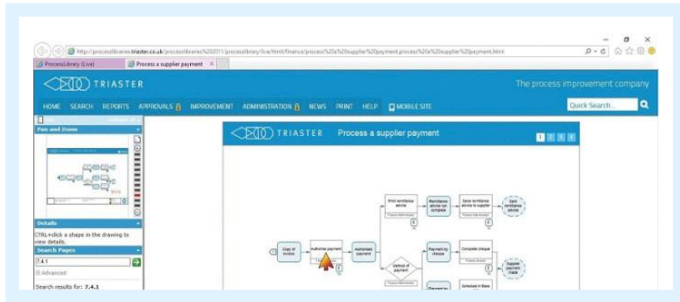 http://processlibraries.triaster.co.uk/processlibraries%202011/processlibrary/live/html/finance/process%20a%20supplier%20payment.process%20a%20supplier%20payment.html
ProcessLibrary (Live)
Process a supplier payment
TRIASTER
The process improvement company
HOME SEARCH REPORTS APPROVALS IMPROVEMENT ADMINISTRATION NEWS PRINT HELP MOBILE SITE
Quick Search...
Pan and Zoom
TRIASTER Process a supplier payment
1 2 3 4
Print remittance advice
Remittance advice run complete
Send remittance advice to supplier
Sent remittance advice
Details
CTRL+click a shape in the drawing to view details.
Search Pages
7.4.1
Advanced
Search results for: 7.4.1
Copy of invoice
Authorise payment
Authorised payment
Method of payment
Payment by cheque
Complete cheque
Supplier payment made
Payment by
Scheduled in Bacs